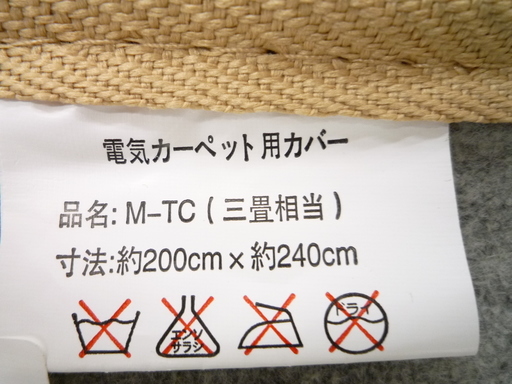 電気カーペット用カバー
品名: M-TC (三畳相当)
寸法:約200cm×約240cm
エンソ
サラシ
ドライ